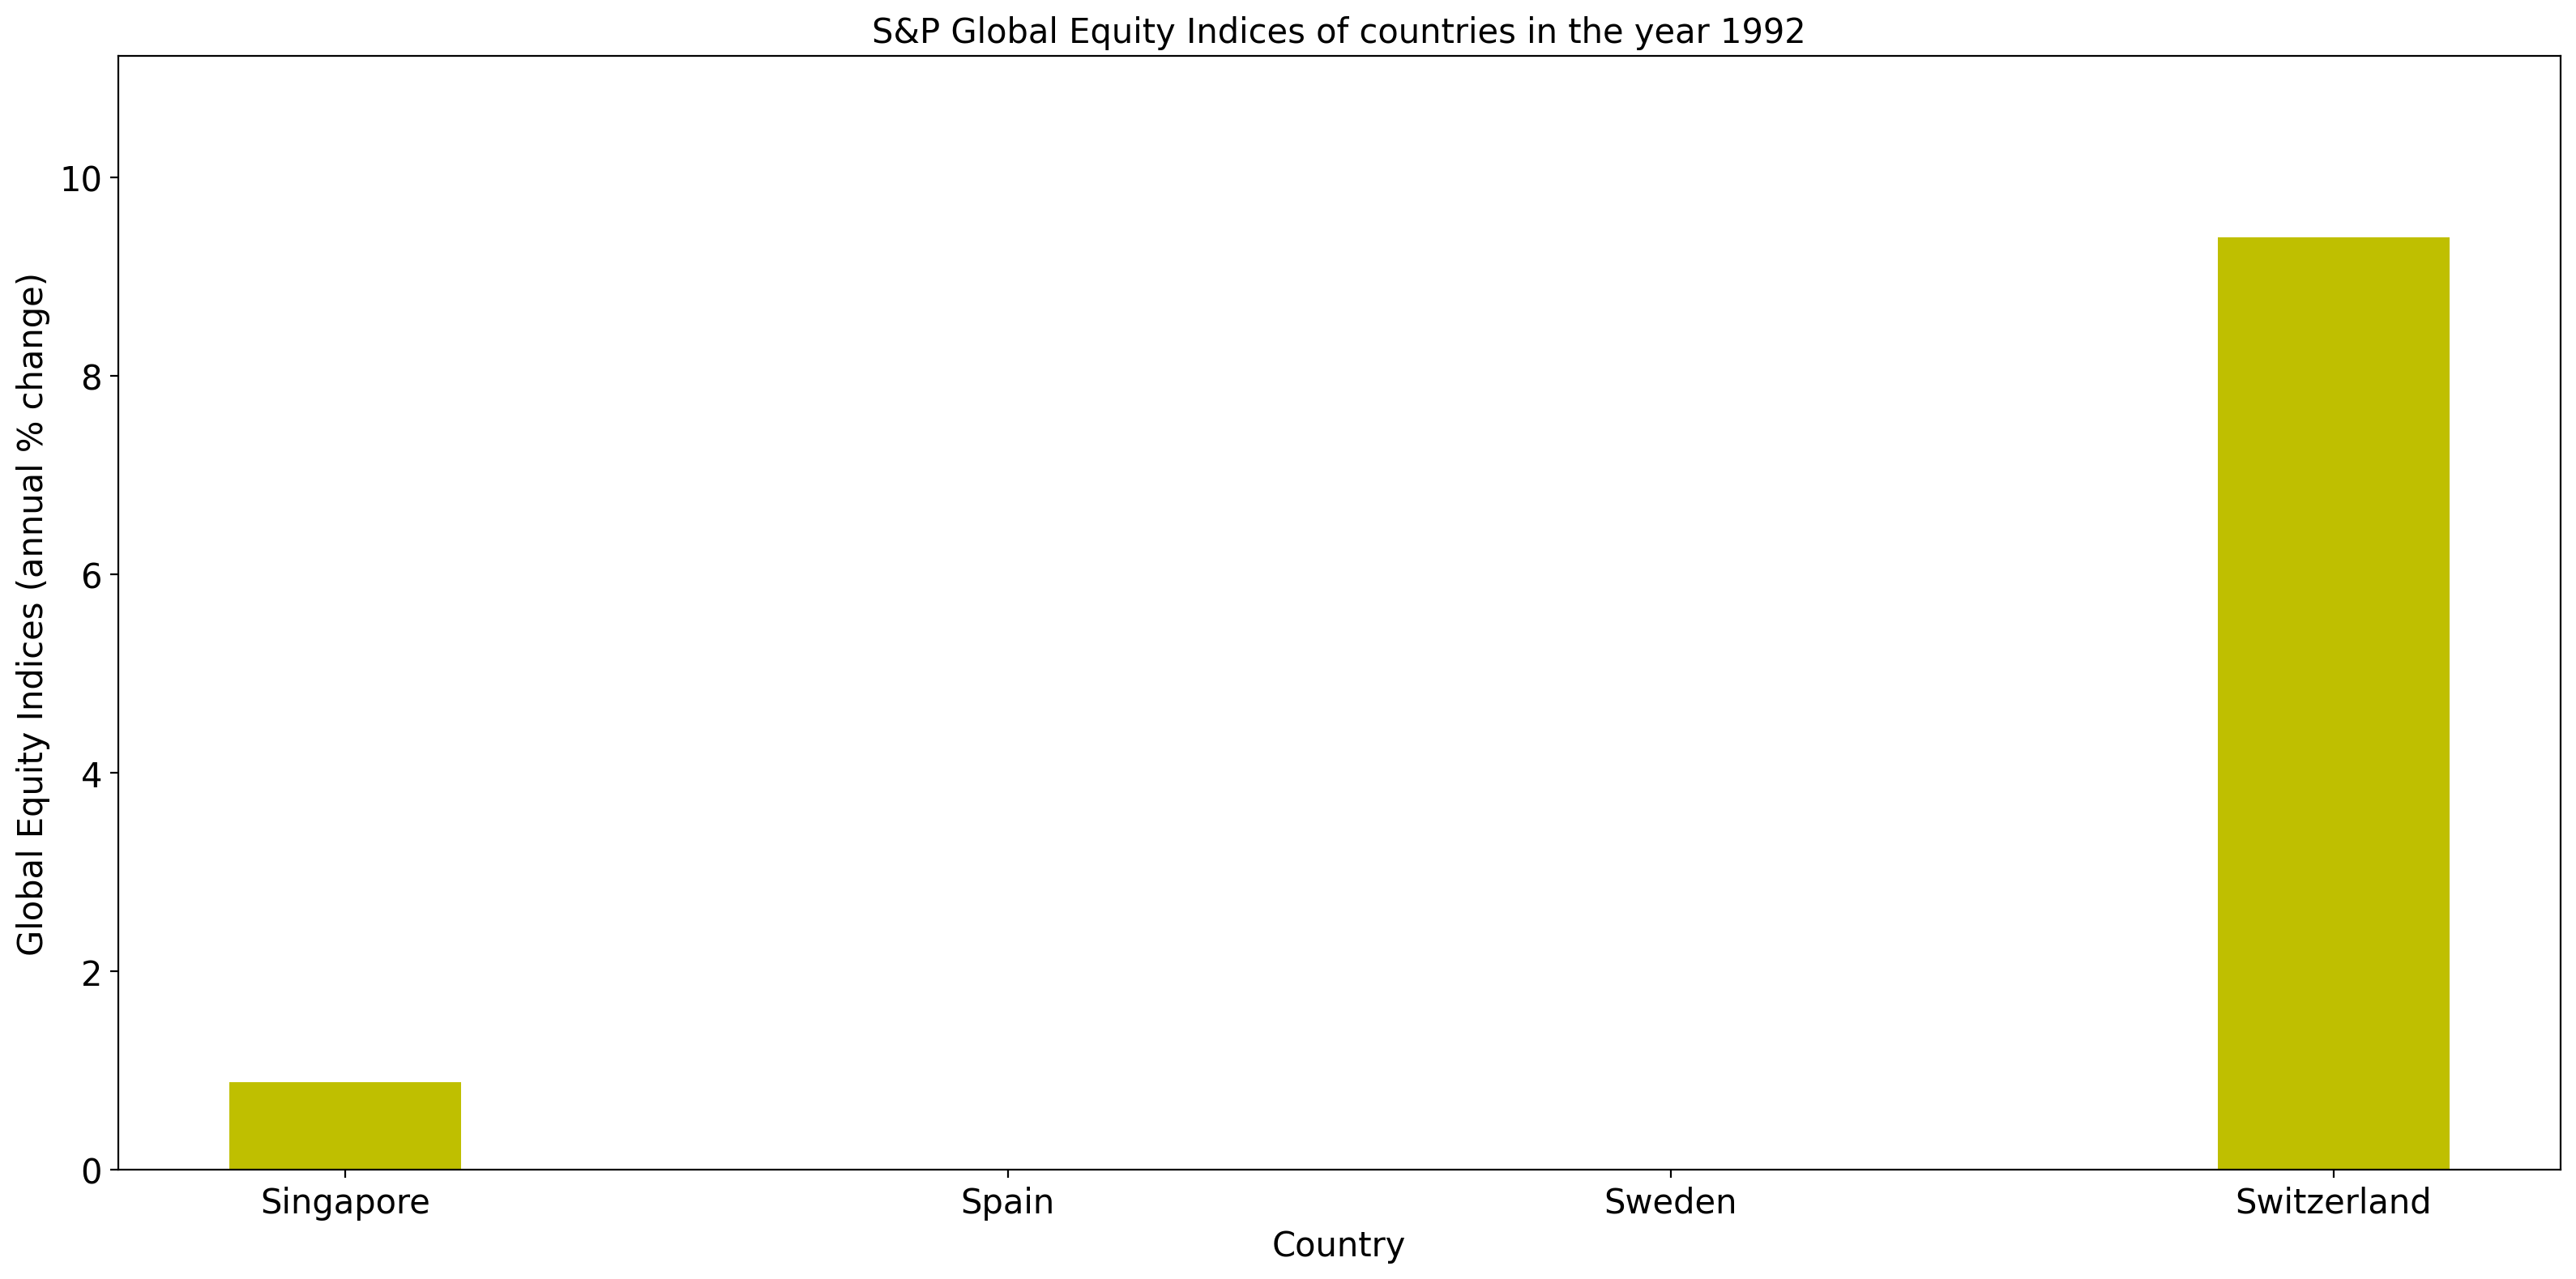 S&P Global Equity Indices of countries in the year 1992
Global Equity Indices (annual % change)
10
8
6
4
2
0
Singapore Spain Sweden Switzerland
Country